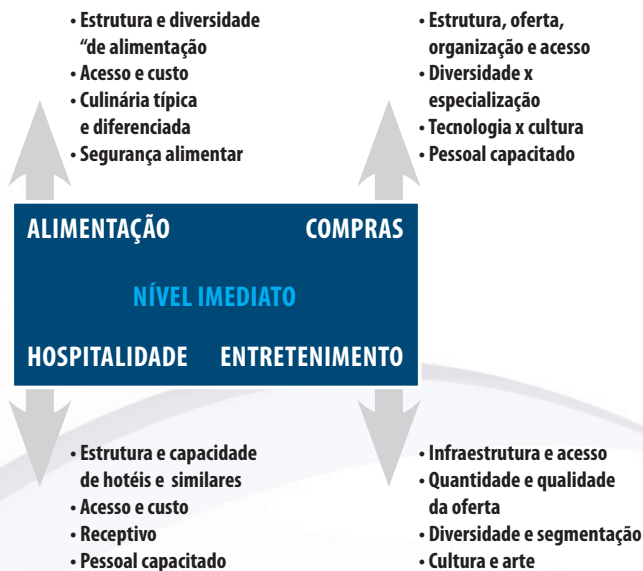 • Estrutura e diversidade
“de alimentação
• Acesso e custo
• Culinária típica
e diferenciada
• Segurança alimentar
• Estrutura, oferta,
organização e acesso
• Diversidade x
especialização
• Tecnologia x cultura
• Pessoal capacitado
ALIMENTAÇÃO
COMPRAS
NÍVEL IMEDIATO
HOSPITALIDADE
ENTRETENIMENTO
• Estrutura e capacidade
de hotéis e similares
• Acesso e custo
• Receptivo
• Pessoal capacitado
• Infraestrutura e acesso
• Quantidade e qualidade
da oferta
• Diversidade e segmentação
• Cultura e arte